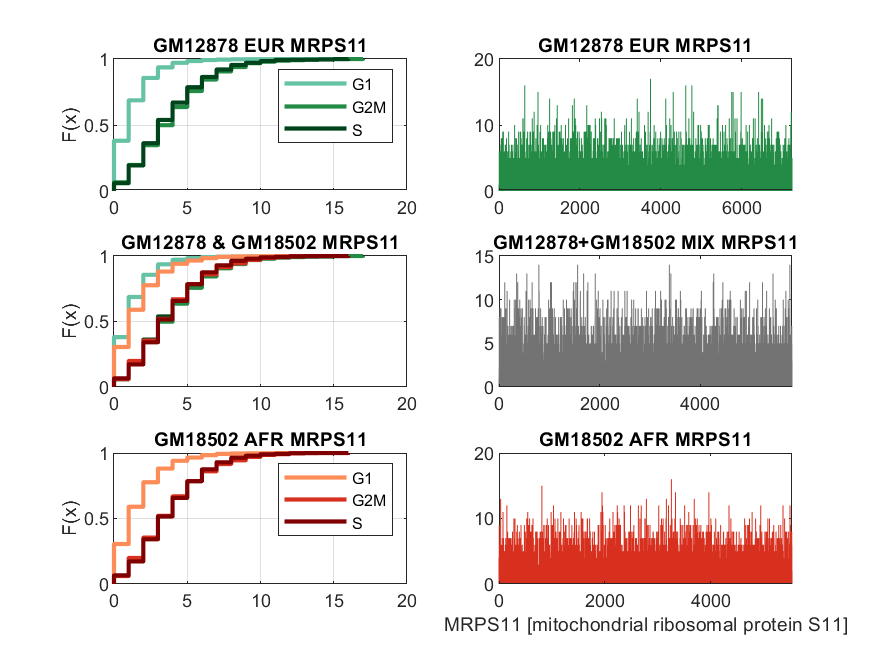 GM12878 EUR MRPS11
F(x)
1
0.5
0
0 5 10 15 20
G1
G2M
S
GM12878 EUR MRPS11
20
10
0
0 2000 4000 6000
GM12878 & GM18502 MRPS11
F(x)
1
0.5
0
0 5 10 15 20
GM12878+GM18502 MIX MRPS11
15
10
5
0
0 2000 4000
GM18502 AFR MRPS11
F(x)
1
0.5
0
0 5 10 15 20
G1
G2M
S
GM18502 AFR MRPS11
20
10
0
0 2000 4000
MRPS11 [mitochondrial ribosomal protein S11]